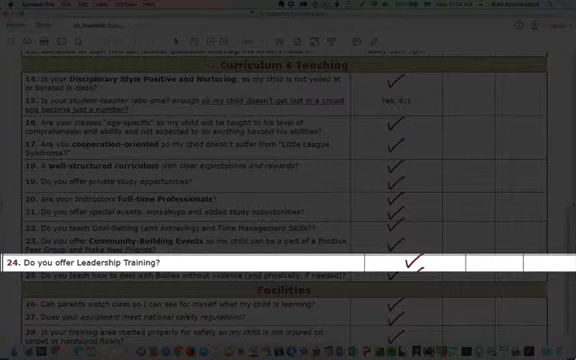 Curriculum & Teaching
14. Is your Disciplinary Style Positive and Nurturing; so my child is not yelled at
or berated in class?
15. Is your student-teacher ratio small enough so my child doesn't get lost in a crowd
and become just a number?
Yes, 6:1
16. Are your classes "age-specific" so my child will be taught to his level of
comprehension and ability and not expected to do anything beyond his abilities?
17. Are you cooperation-oriented so my child doesn't suffer from "Little League
Syndrome?"
18. A well-structured curriculum with clear expectations and rewards?
19. Do you offer private study opportunities?
20. Are your Instructors Full-time Professionals?
21. Do you offer special events, workshops and added study opportunities?
22. Do you teach Goal-Setting (and Achieving) and Time Management Skills?
23. Do you offer Community-Building Events so my child can be a part of a Positive
Peer Group and Make New Friends?
24. Do you offer Leadership Training?
25. Do you teach how to deal with Bullies without violence (and physically, if needed)?
Facilities
26. Can parents watch class so I can see for myself what my child is learning?
27. Does your equipment meet national safety regulations?
28. Is your training area matted properly for safety so my child is not injured on
carpet or hardwood floors?